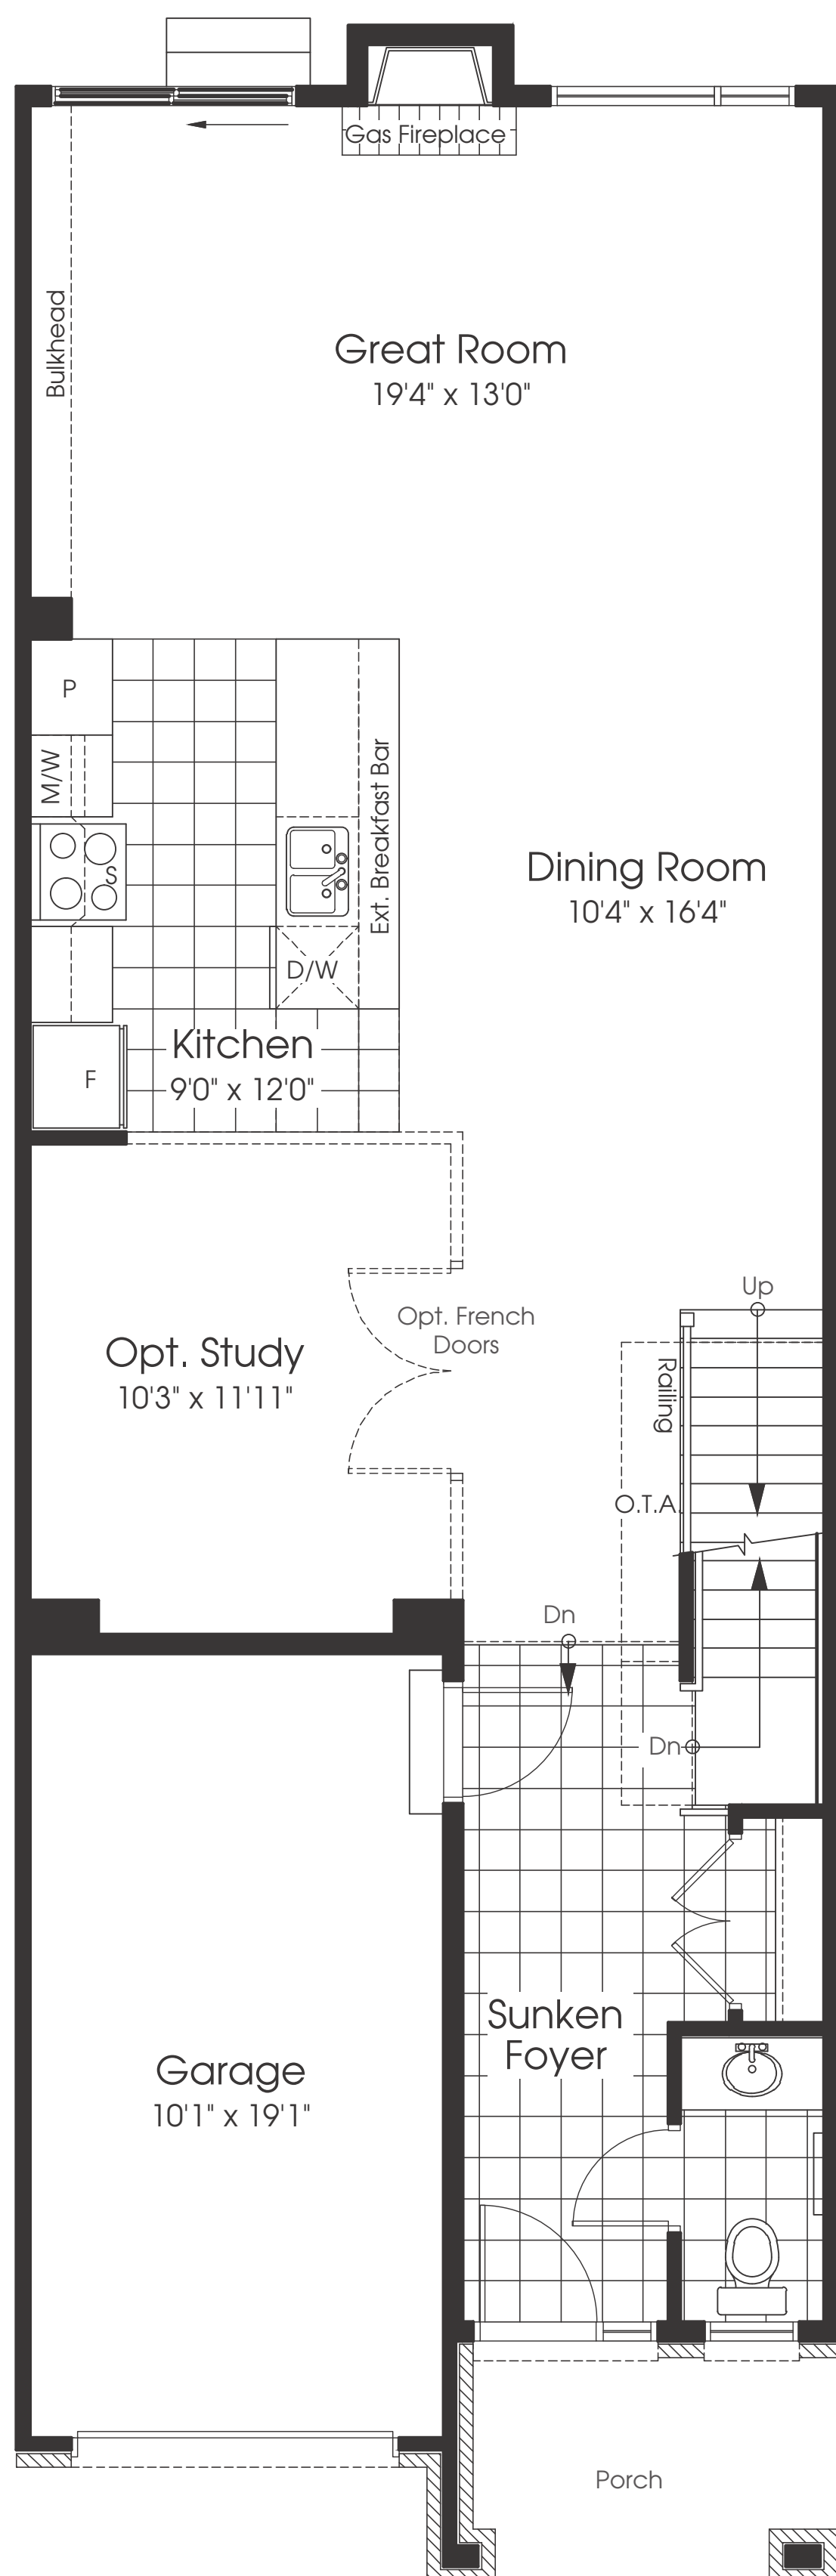 Gas Fireplace
Bulkhead
Great Room
19'4" x 13'0"
P
M/W
S
Ext. Breakfast Bar
Dining Room
10'4" x 16'4"
D/W
Kitchen
9'0" x 12'0"
F
Up
Opt. French
Doors
Opt. Study
10'3" x 11'11"
Railing
O.T.A.
Dn
Dn
Sunken
Foyer
Garage
10'1" x 19'1"
Porch